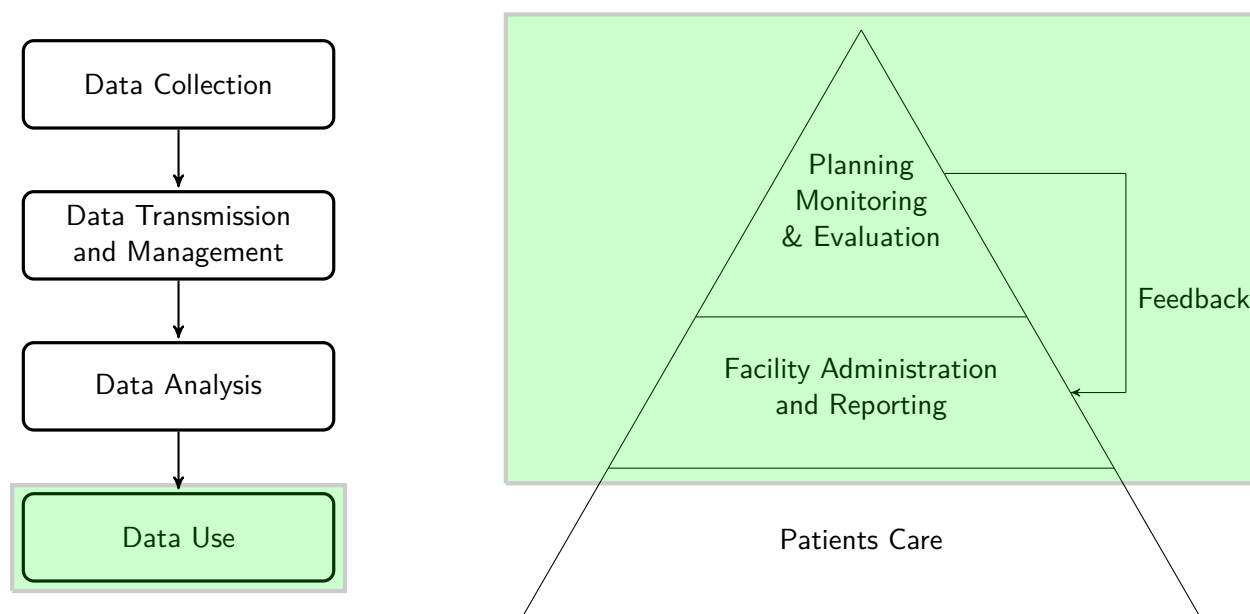 Data Collection
Data Transmission
and Management
Data Analysis
Data Use
Planning
Monitoring
& Evaluation
Feedback
Facility Administration
and Reporting
Patients Care